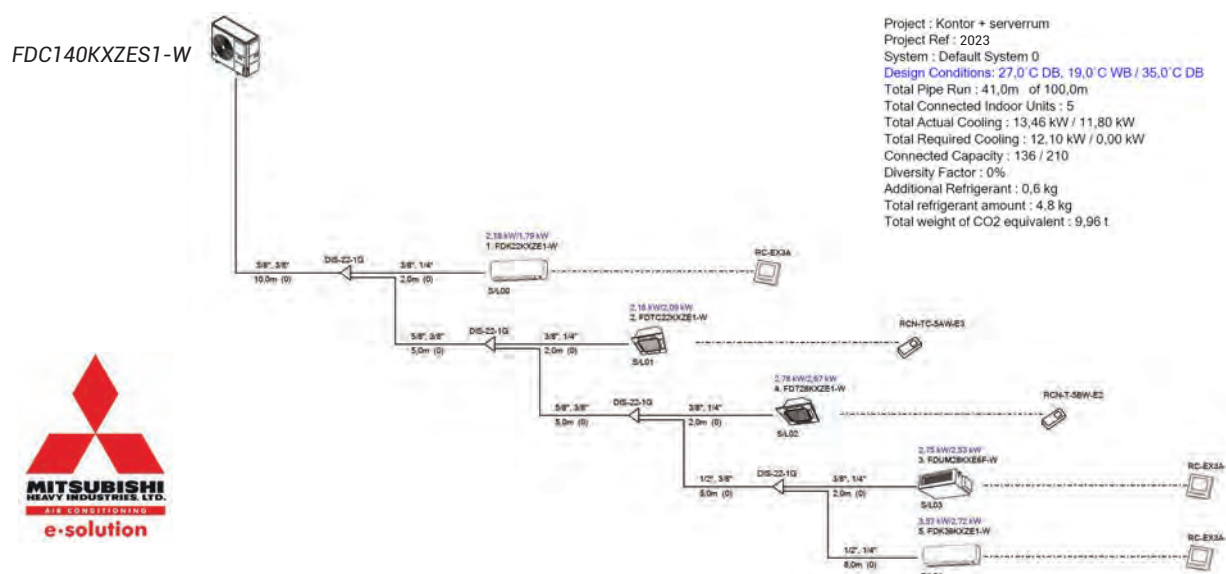 FDC140KXZES1-W
Project : Kontor + serverrum
Project Ref : 2023
System : Default System 0
Design Conditions: 27,0°C DB, 19,0°C WB / 35,0°C DB
Total Pipe Run : 41,0m of 100,0m
Total Connected Indoor Units : 5
Total Actual Cooling : 13,46 kW / 11,80 kW
Total Required Cooling : 12,10 kW / 0,00 kW
Connected Capacity : 136 / 210
Diversity Factor : 0%
Additional Refrigerant : 0,6 kg
Total refrigerant amount : 4,8 kg
Total weight of CO2 equivalent : 9,96 t
2,18 kW/1,79 kW
1. FDK22KXZE1-W
RC-EX3A
5/8", 3/8"
DIS-22-1G
3/8", 1/4"
10,0m (0)
2,0m (0)
S/L00
2,18 kW/2,09 kW
2. FDTC22KXZE1-W
RCN-TC-5AW-E3
5/8", 3/8"
DIS-22-1G
3/8", 1/4"
5,0m (0)
2,0m (0)
S/L01
2,78 kW/2,67 kW
4. FDT28KXZE1-W
RCN-T-5BW-E2
5/8", 3/8"
DIS-22-1G
3/8", 1/4"
5,0m (0)
2,0m (0)
S/L02
2,75 kW/2,53 kW
3. FDUM28KXE6F-W
RC-EX3A
1/2", 3/8"
DIS-22-1G
3/8", 1/4"
5,0m (0)
2,0m (0)
S/L03
3,57 kW/2,72 kW
5. FDK36KXZE1-W
RC-EX3A
1/2", 1/4"
8,0m (0)
MITSUBISHI
HEAVY INDUSTRIES, LTD.
AIR CONDITIONING
e-solution